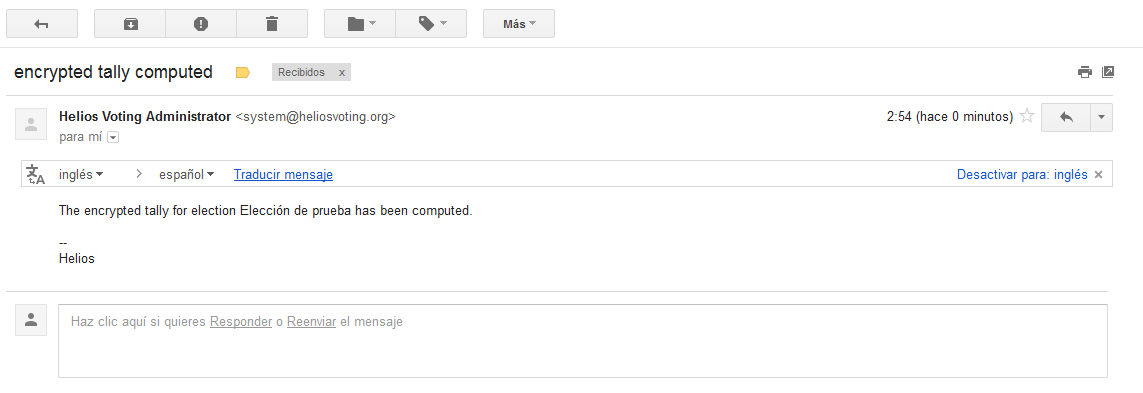 Más
encrypted tally computed Recibidos x
Helios Voting Administrator <system@heliosvoting.org> 2:54 (hace 0 minutos)
para mí
inglés > español Traducir mensaje Desactivar para: inglés ×
The encrypted tally for election Elección de prueba has been computed.
--
Helios
Haz clic aquí si quieres Responder o Reenviar el mensaje